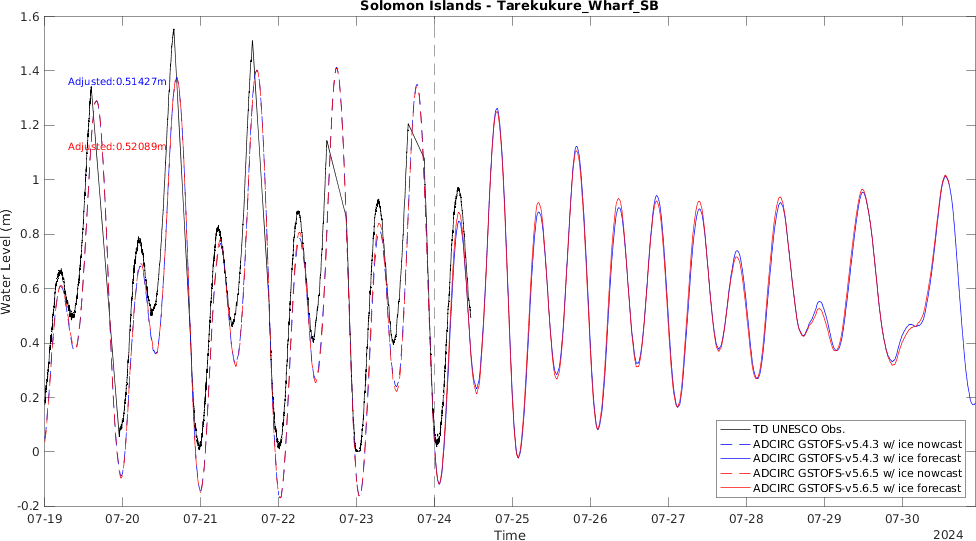 Solomon Islands - Tarekukure_Wharf_SB
1.6
1.4
1.2
1
0.8
0.6
0.4
0.2
0
-0.2
Water Level (m)
Adjusted:0.51427m
Adjusted:0.52089m
TD UNESCO Obs.
ADCIRC GSTOFS-v5.4.3 w/ ice nowcast
ADCIRC GSTOFS-v5.4.3 w/ ice forecast
ADCIRC GSTOFS-v5.6.5 w/ ice nowcast
ADCIRC GSTOFS-v5.6.5 w/ ice forecast
07-19 07-20 07-21 07-22 07-23 07-24 07-25 07-26 07-27 07-28 07-29 07-30
Time
2024